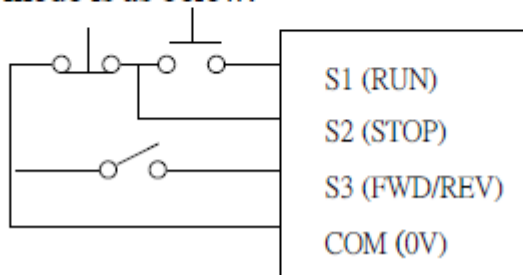 S1 (RUN)
S2 (STOP)
S3 (FWD/REV)
COM (0V)